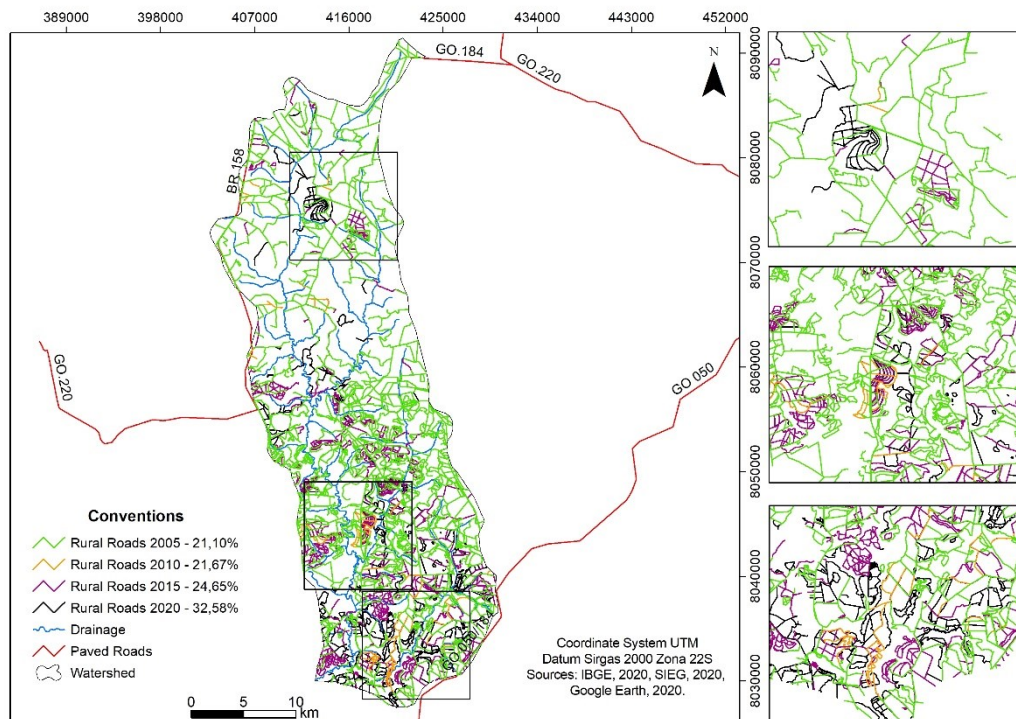 389000 398000 407000 416000 425000 434000 443000 452000
GO.184
GO.220
N
8090000
8080000
8070000
8060000
8050000
8040000
8030000
BR 158
GO.220
GO 050
Conventions
Rural Roads 2005 - 21,10%
Rural Roads 2010 - 21,67%
Rural Roads 2015 - 24,65%
Rural Roads 2020 - 32,58%
Drainage
Paved Roads
Watershed
0 5 10
km
Coordinate System UTM
Datum Sirgas 2000 Zona 22S
Sources: IBGE, 2020, SIEG, 2020,
Google Earth, 2020.